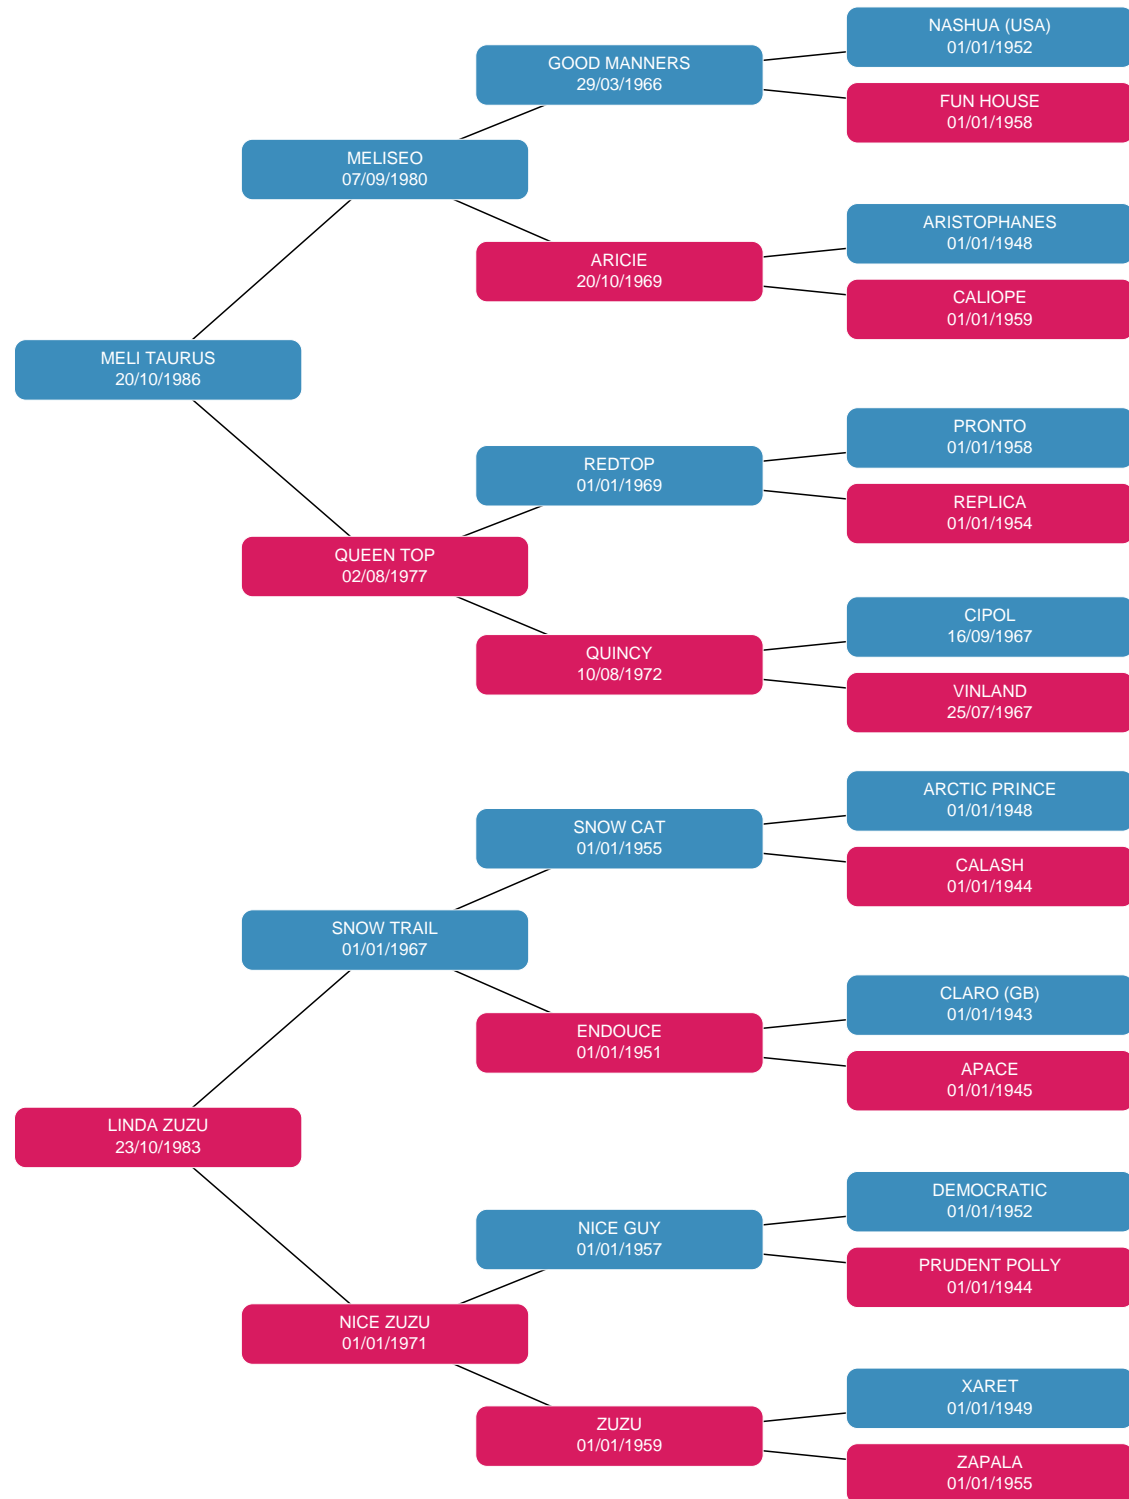 NASHUA (USA)
01/01/1952
GOOD MANNERS
29/03/1966
FUN HOUSE
01/01/1958
MELISEO
07/09/1980
ARISTOPHANES
01/01/1948
ARICIE
20/10/1969
CALIOPE
01/01/1959
MELI TAURUS
20/10/1986
PRONTO
01/01/1958
REDTOP
01/01/1969
REPLICA
01/01/1954
QUEEN TOP
02/08/1977
CIPOL
16/09/1967
QUINCY
10/08/1972
VINLAND
25/07/1967
ARCTIC PRINCE
01/01/1948
SNOW CAT
01/01/1955
CALASH
01/01/1944
SNOW TRAIL
01/01/1967
CLARO (GB)
01/01/1943
ENDOUCE
01/01/1951
APACE
01/01/1945
LINDA ZUZU
23/10/1983
DEMOCRATIC
01/01/1952
NICE GUY
01/01/1957
PRUDENT POLLY
01/01/1944
NICE ZUZU
01/01/1971
XARET
01/01/1949
ZUZU
01/01/1959
ZAPALA
01/01/1955